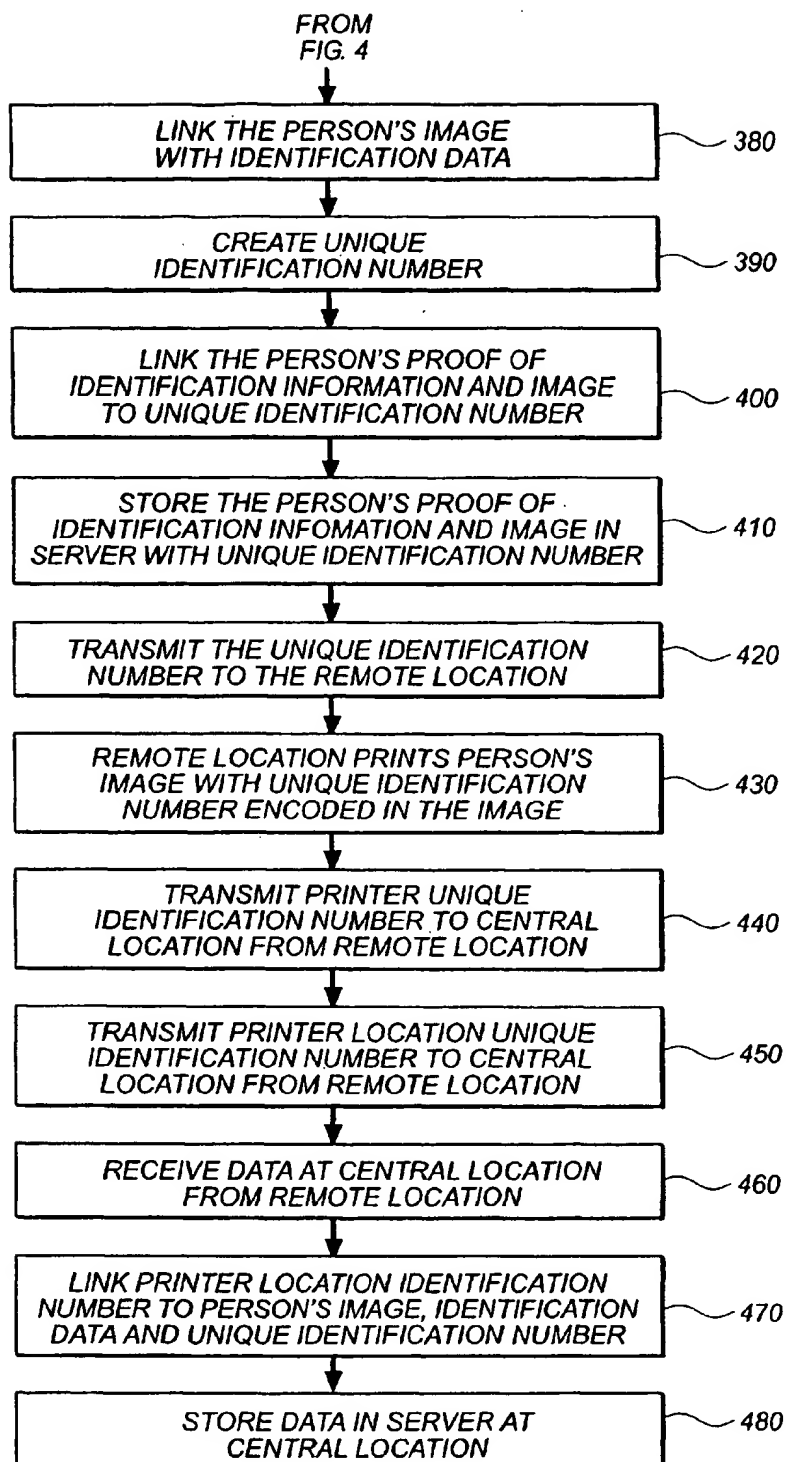 FROM
FIG. 4
LINK THE PERSON'S IMAGE
WITH IDENTIFICATION DATA
380
CREATE UNIQUE
IDENTIFICATION NUMBER
390
LINK THE PERSON'S PROOF OF
IDENTIFICATION INFORMATION AND IMAGE
TO UNIQUE IDENTIFICATION NUMBER
400
STORE THE PERSON'S PROOF OF
IDENTIFICATION INFOMATION AND IMAGE IN
SERVER WITH UNIQUE IDENTIFICATION NUMBER
410
TRANSMIT THE UNIQUE IDENTIFICATION
NUMBER TO THE REMOTE LOCATION
420
REMOTE LOCATION PRINTS PERSON'S
IMAGE WITH UNIQUE IDENTIFICATION
NUMBER ENCODED IN THE IMAGE
430
TRANSMIT PRINTER UNIQUE
IDENTIFICATION NUMBER TO CENTRAL
LOCATION FROM REMOTE LOCATION
440
TRANSMIT PRINTER LOCATION UNIQUE
IDENTIFICATION NUMBER TO CENTRAL
LOCATION FROM REMOTE LOCATION
450
RECEIVE DATA AT CENTRAL LOCATION
FROM REMOTE LOCATION
460
LINK PRINTER LOCATION IDENTIFICATION
NUMBER TO PERSON'S IMAGE, IDENTIFICATION
DATA AND UNIQUE IDENTIFICATION NUMBER
470
STORE DATA IN SERVER AT
CENTRAL LOCATION
480